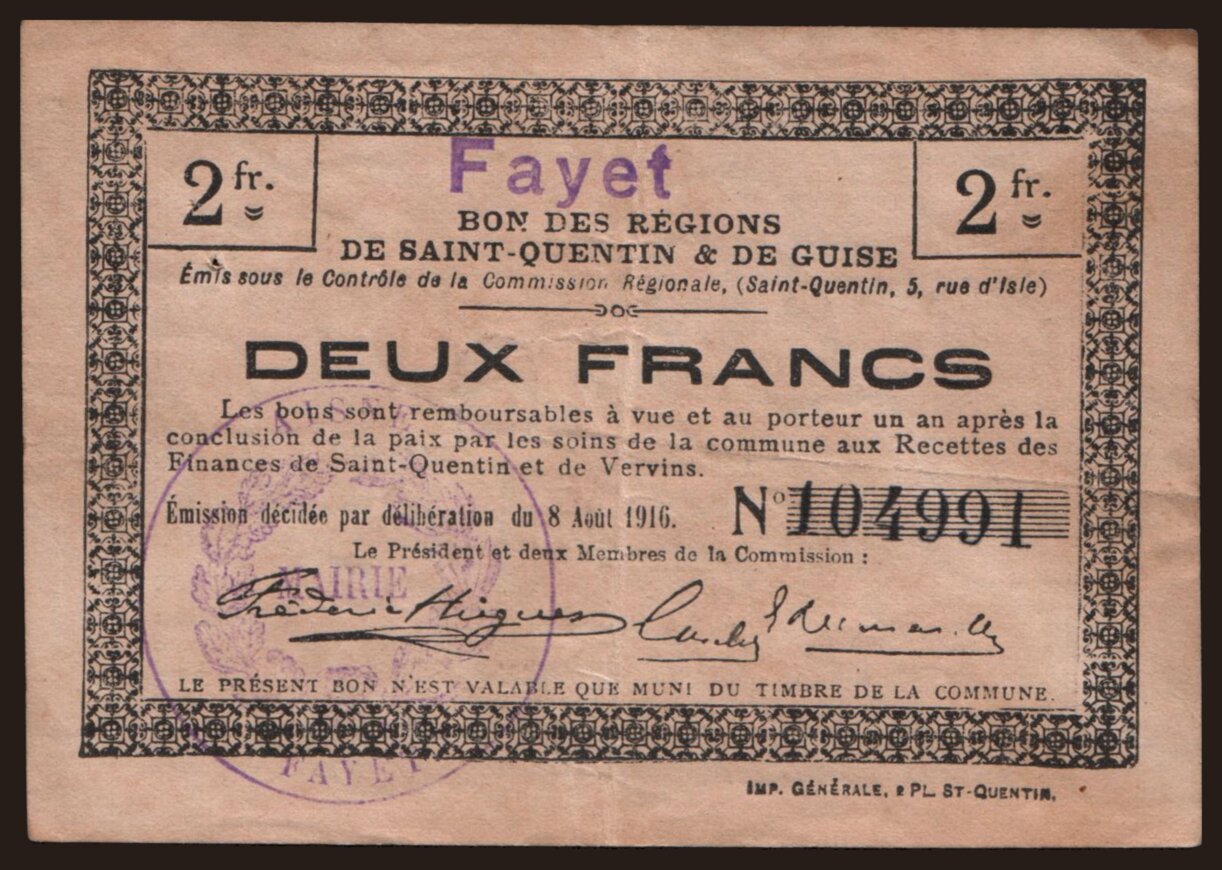 2 fr.
Fayet
2 fr.
BON DES RÉGIONS
DE SAINT-QUENTIN & DE GUISE
Émis sous le Contrôle de la Commission Régionale, (Saint-Quentin, 5, rue d'Isle)
DEUX FRANCS
Les bons sont remboursables à vue et au porteur un an après la
conclusion de la paix par les soins de la commune aux Recettes des
Finances de Saint-Quentin et de Vervins.
Émission décidée par délibération du 8 Août 1916.
No 104991
Le Président et deux Membres de la Commission :
AISNE
MAIRIE
FAYET
Frédéric Hugues
LE PRÉSENT BON N'EST VALABLE QUE MUNI DU TIMBRE DE LA COMMUNE.
IMP. GÉNÉRALE, 2 PL. ST-QUENTIN.